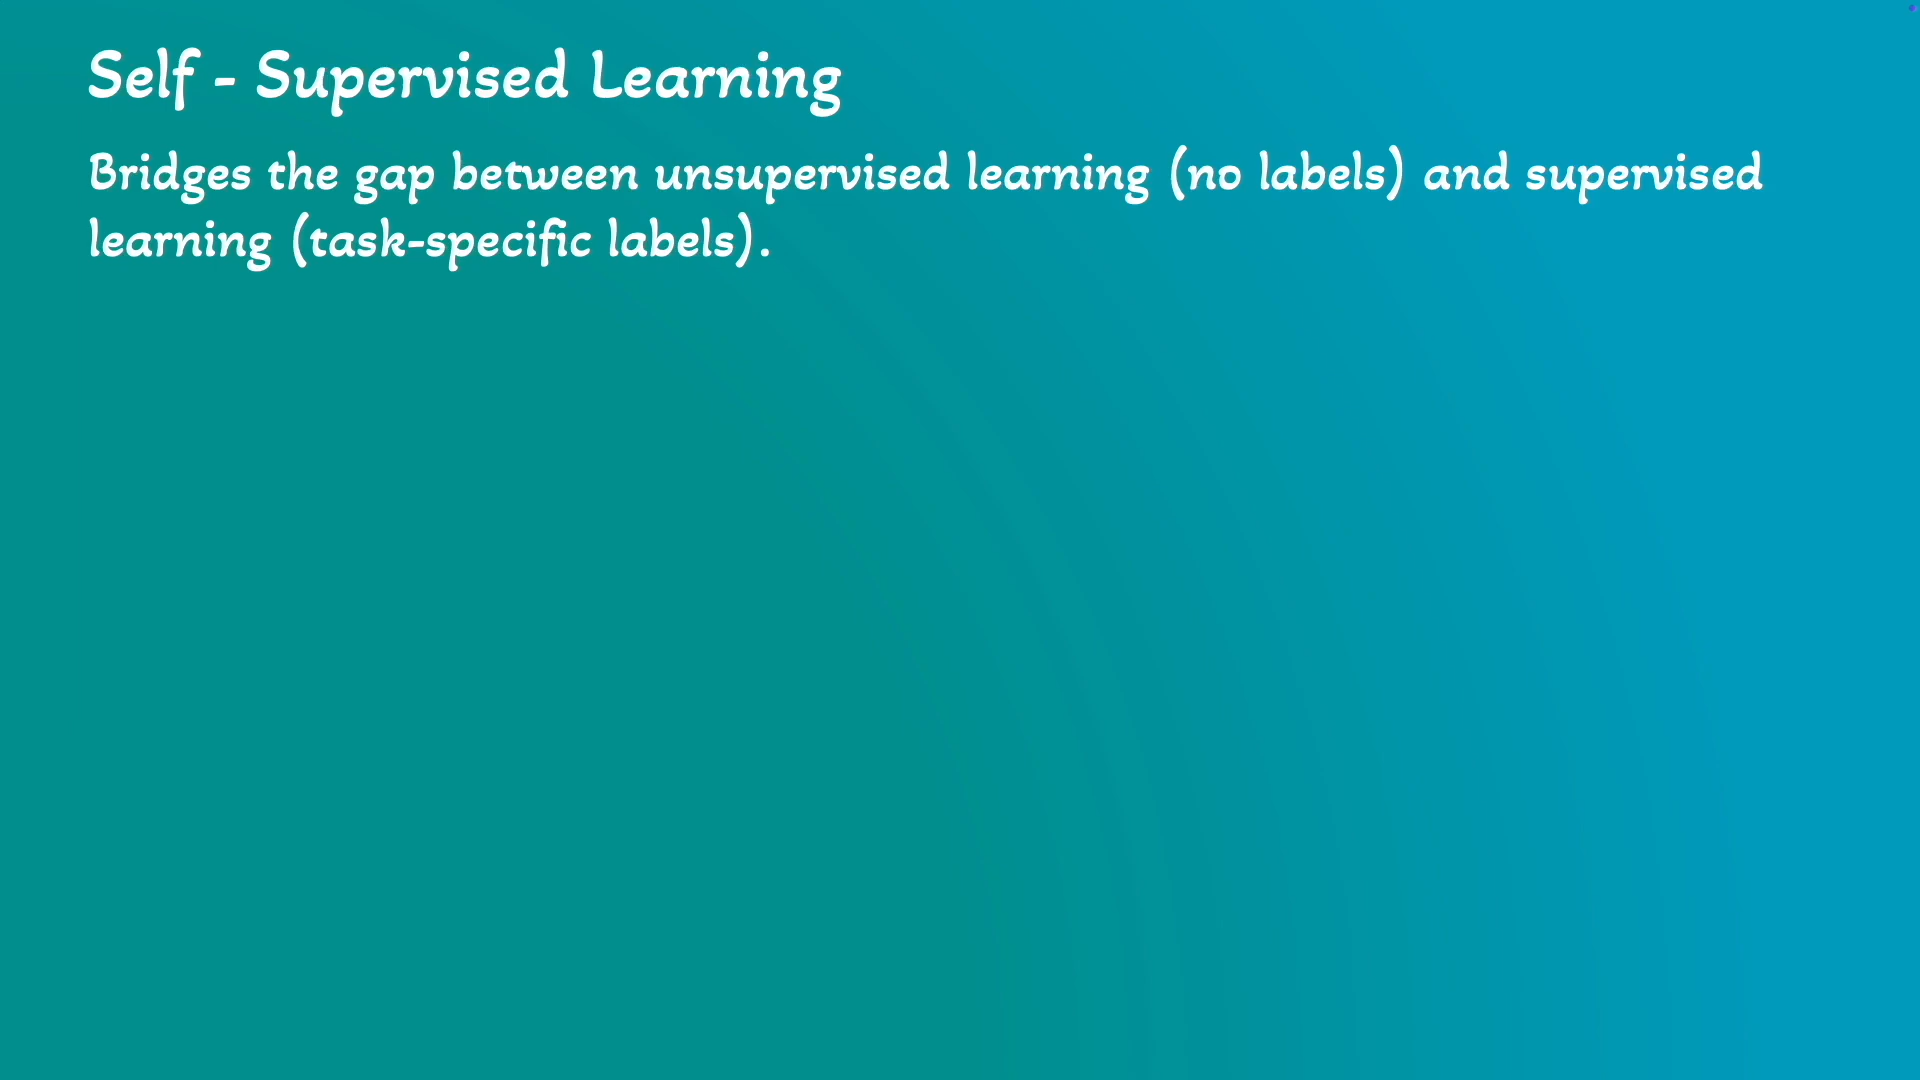 Self - Supervised Learning
Bridges the gap between unsupervised learning (no labels) and supervised
learning (task-specific labels).